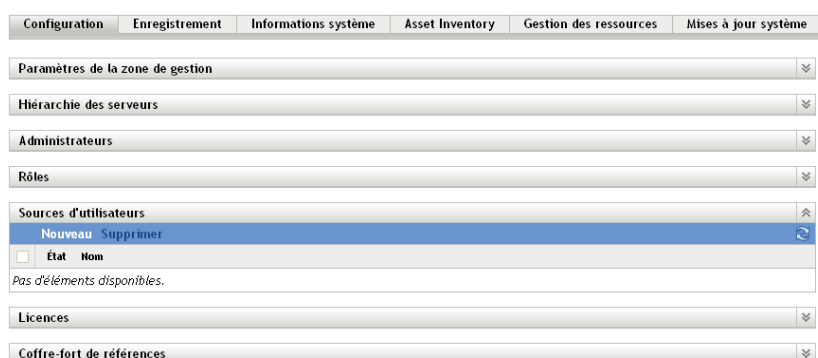 Configuration Enregistrement Informations système Asset Inventory Gestion des ressources Mises à jour système
Paramètres de la zone de gestion
Hiérarchie des serveurs
Administrateurs
Rôles
Sources d'utilisateurs
Nouveau Supprimer
État Nom
Pas d'éléments disponibles.
Licences
Coffre-fort de références